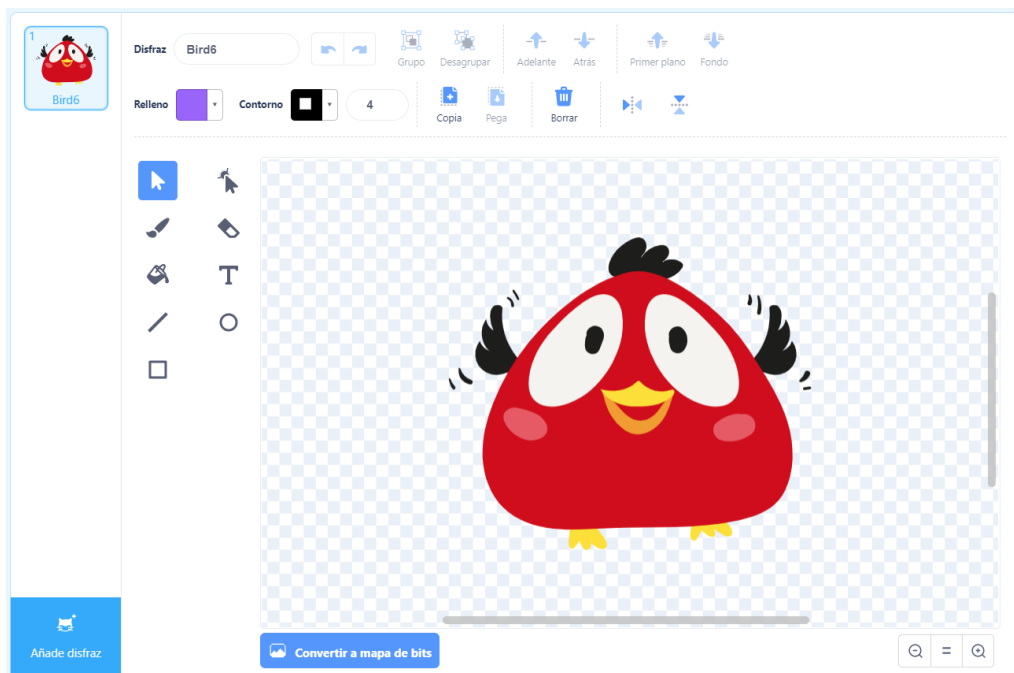 1
Bird6
Disfraz Bird6
Grupo Desagrupar Adelante Atrás Primer plano Fondo
Relleno Contorno 4
Copia Pega Borrar
T
Convertir a mapa de bits
Añade disfraz